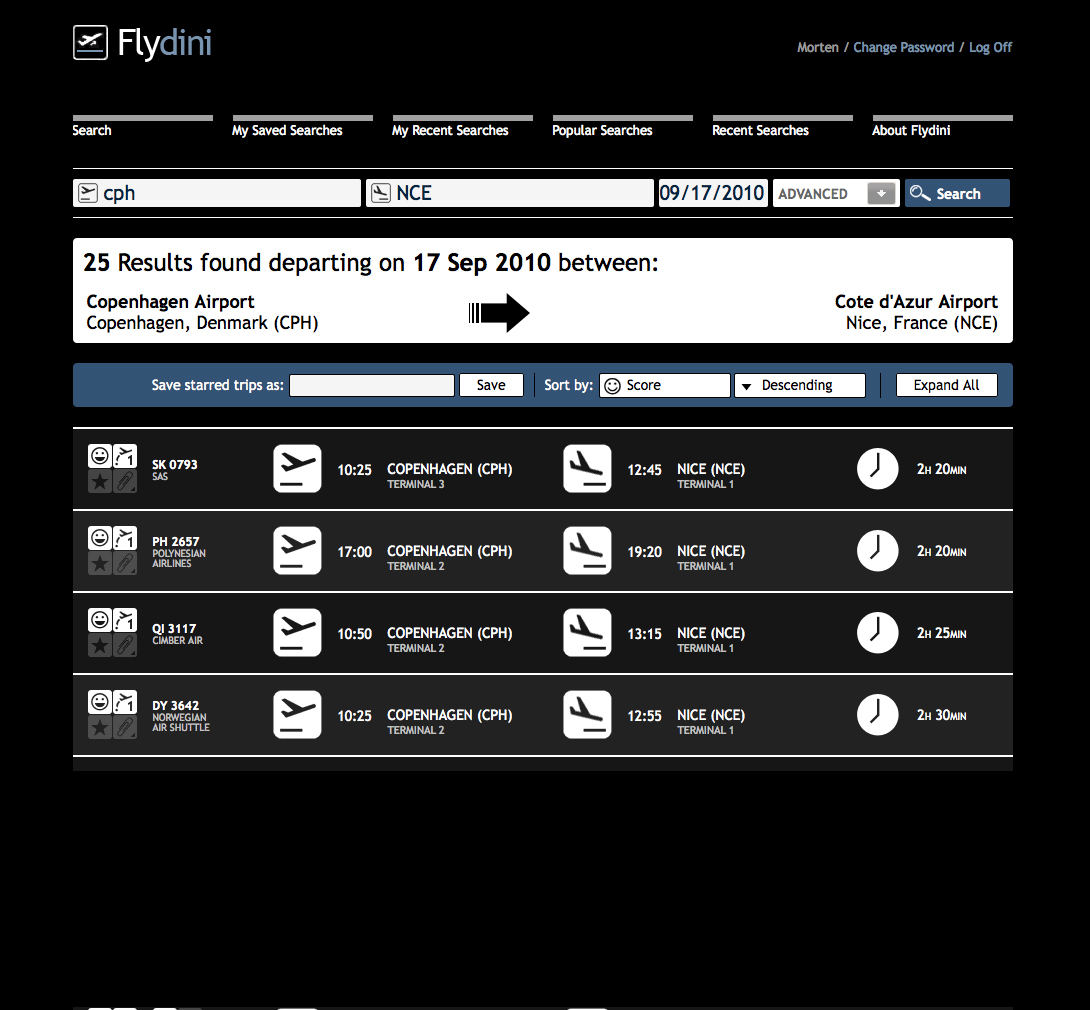 Flydini
Morten / Change Password / Log Off
Search My Saved Searches My Recent Searches Popular Searches Recent Searches About Flydini
cph NCE 09/17/2010 ADVANCED Search
25 Results found departing on 17 Sep 2010 between:
Copenhagen Airport Cote d'Azur Airport
Copenhagen, Denmark (CPH) Nice, France (NCE)
Save starred trips as: Save Sort by: Score Descending Expand All
1
SK 0793
SAS
10:25 COPENHAGEN (CPH)
TERMINAL 3
12:45 NICE (NCE)
TERMINAL 1
2H 20MIN
1
PH 2657
POLYNESIAN
AIRLINES
17:00 COPENHAGEN (CPH)
TERMINAL 2
19:20 NICE (NCE)
TERMINAL 1
2H 20MIN
1
QI 3117
CIMBER AIR
10:50 COPENHAGEN (CPH)
TERMINAL 2
13:15 NICE (NCE)
TERMINAL 1
2H 25MIN
1
DY 3642
NORWEGIAN
AIR SHUTTLE
10:25 COPENHAGEN (CPH)
TERMINAL 2
12:55 NICE (NCE)
TERMINAL 1
2H 30MIN